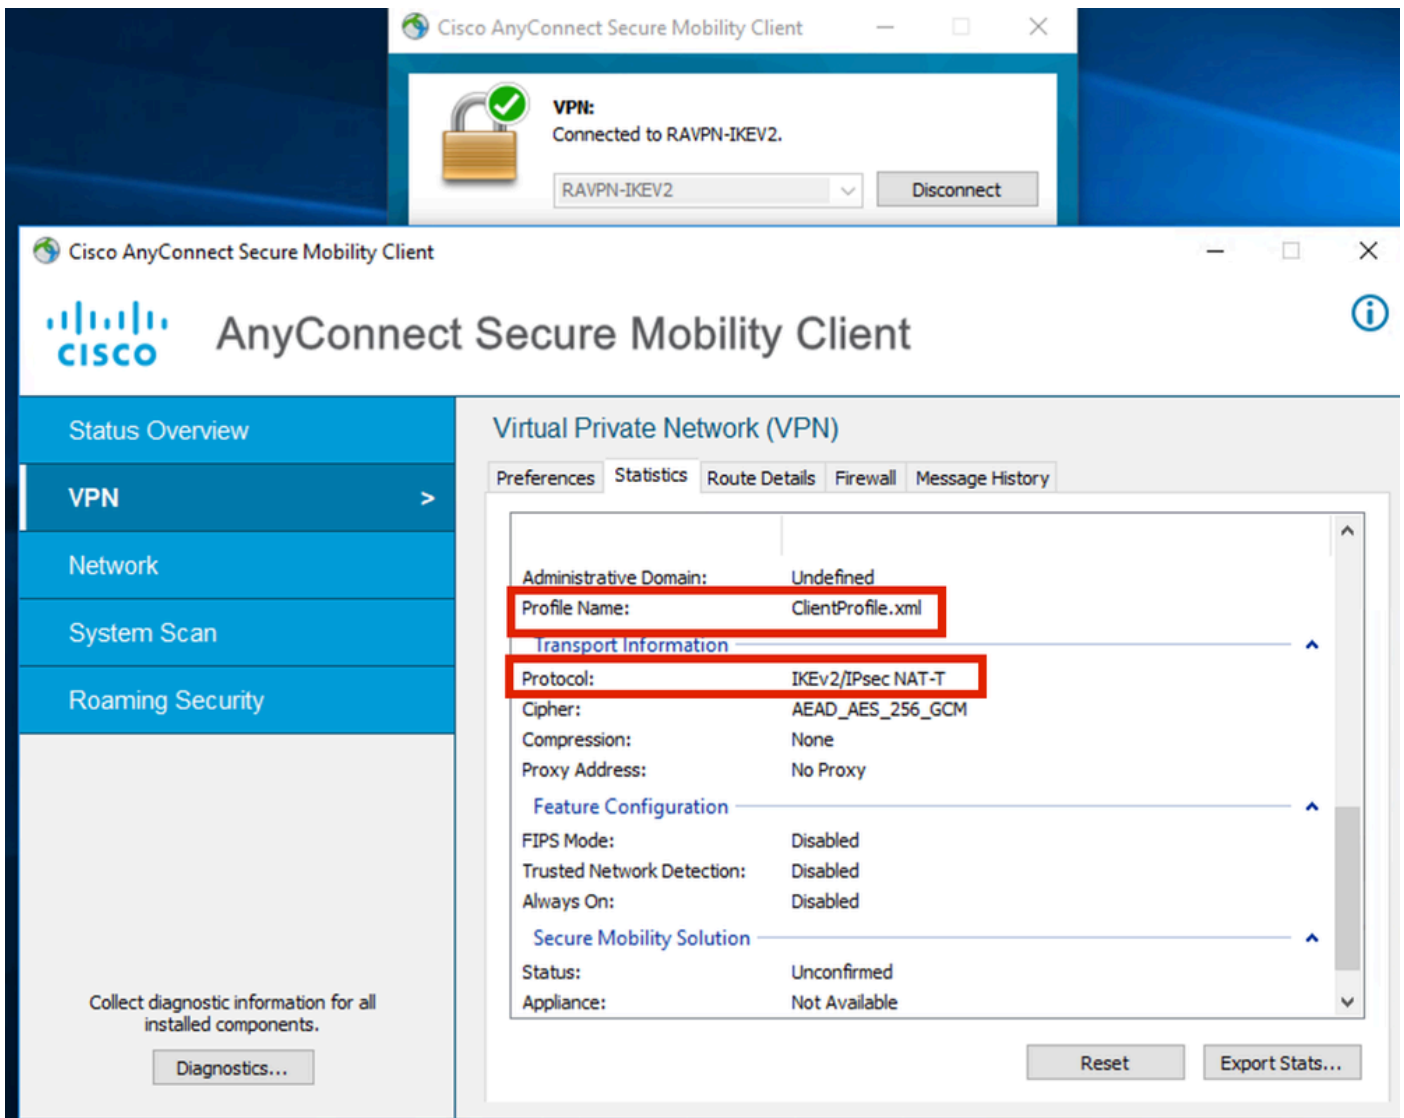 Cisco AnyConnect Secure Mobility Client
VPN:
Connected to RAVPN-IKEV2.
RAVPN-IKEV2
Disconnect
Cisco AnyConnect Secure Mobility Client
CISCO
AnyConnect Secure Mobility Client
Status Overview
VPN >
Network
System Scan
Roaming Security
Collect diagnostic information for all
installed components.
Diagnostics...
Virtual Private Network (VPN)
Preferences Statistics Route Details Firewall Message History
Administrative Domain: Undefined
Profile Name: ClientProfile.xml
Transport Information
Protocol: IKEv2/IPsec NAT-T
Cipher: AEAD_AES_256_GCM
Compression: None
Proxy Address: No Proxy
Feature Configuration
FIPS Mode: Disabled
Trusted Network Detection: Disabled
Always On: Disabled
Secure Mobility Solution
Status: Unconfirmed
Appliance: Not Available
Reset Export Stats...